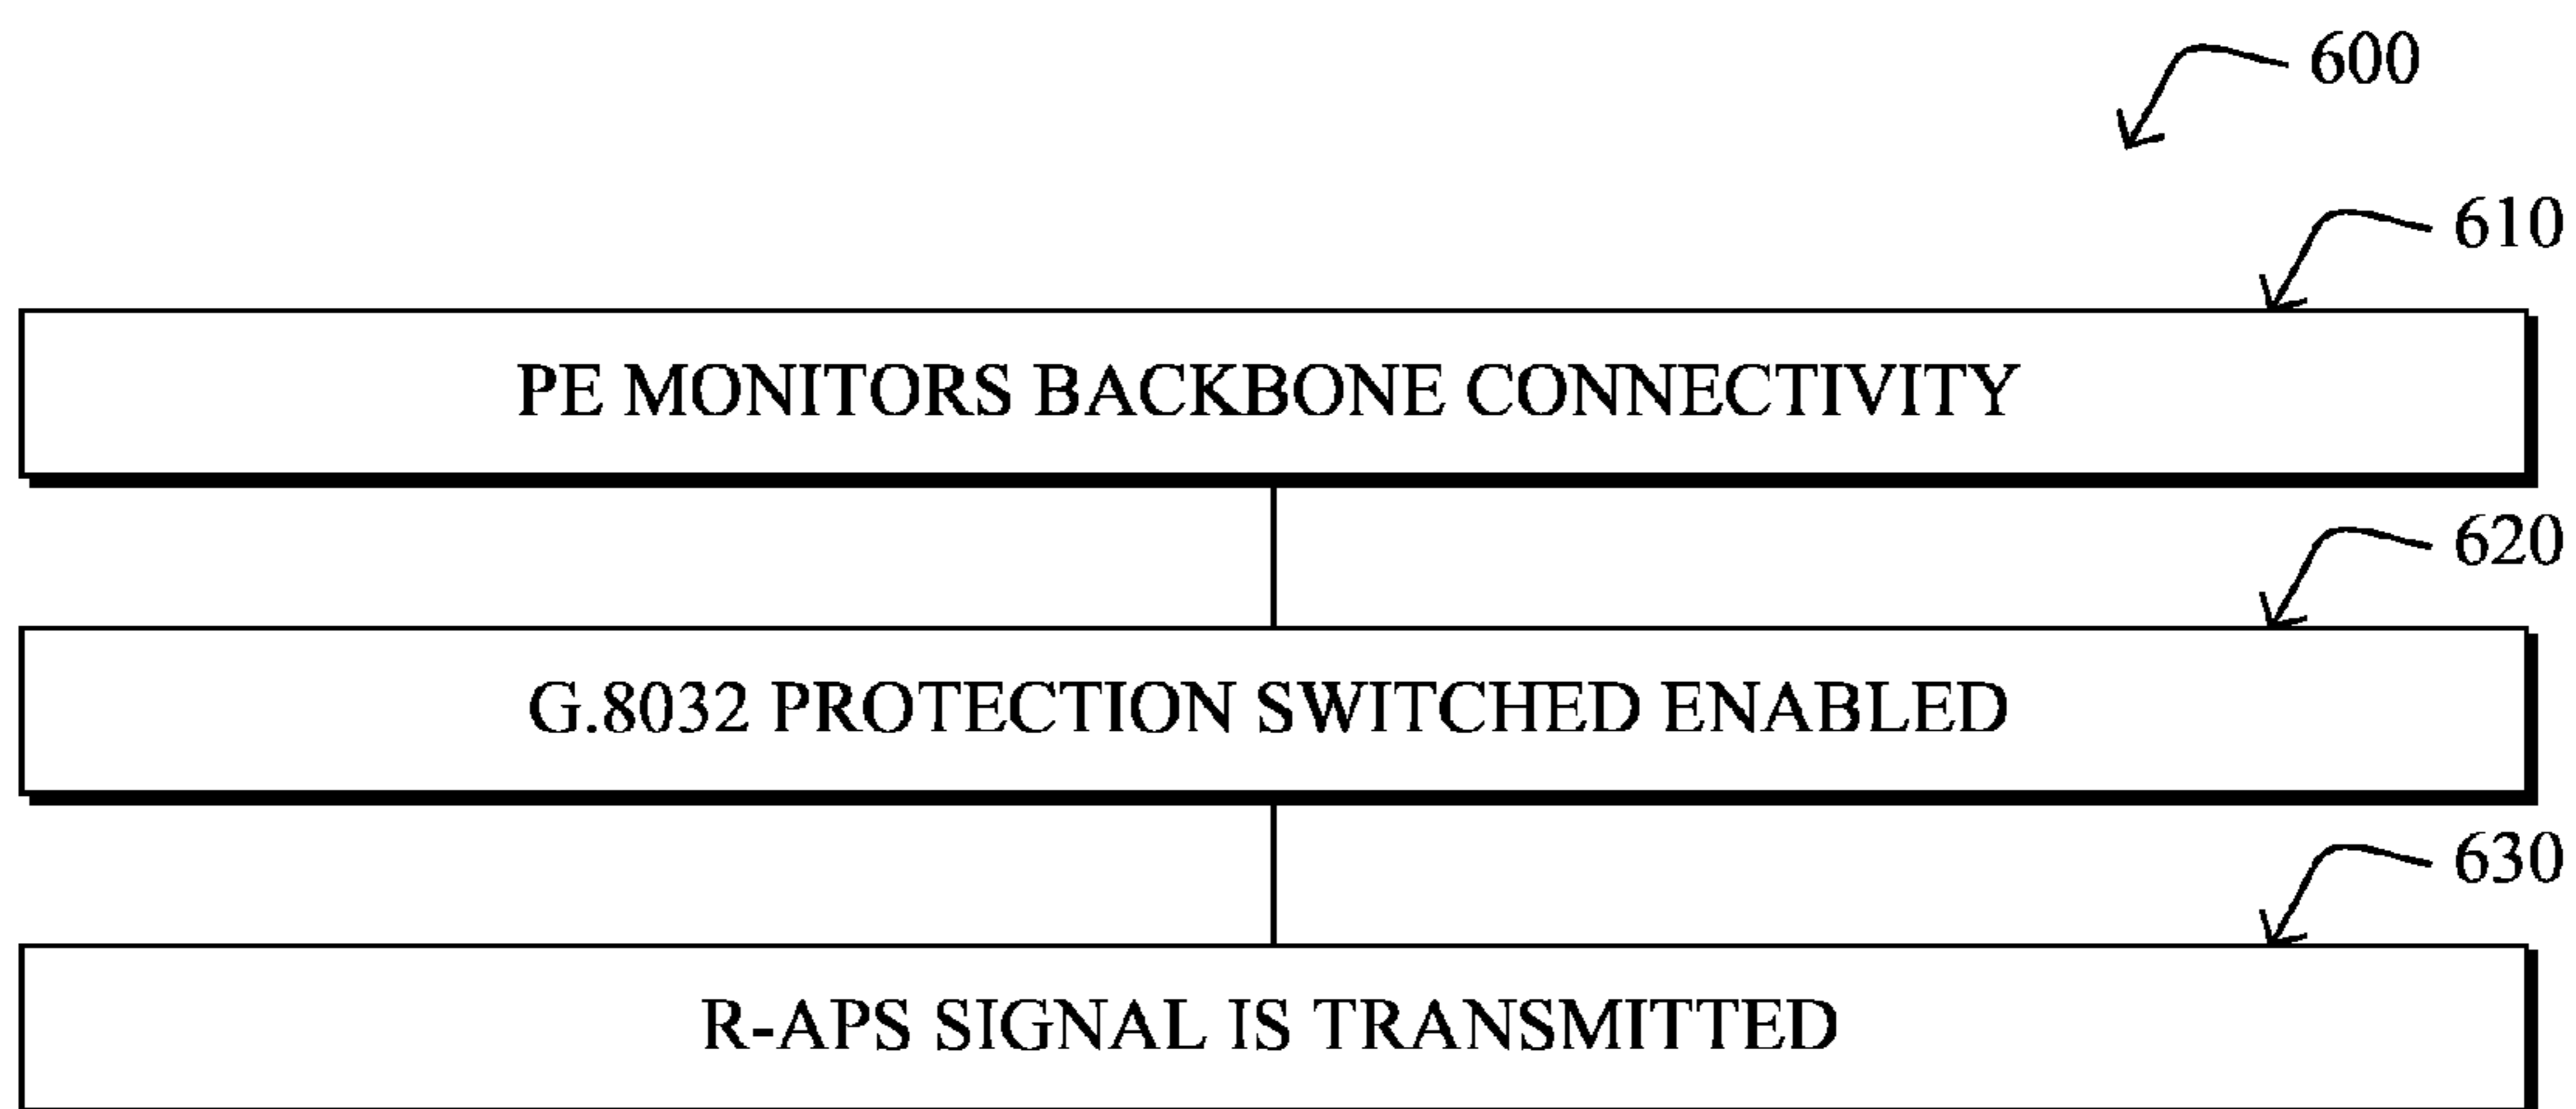 600
610
PE MONITORS BACKBONE CONNECTIVITY
620
G.8032 PROTECTION SWITCHED ENABLED
630
R-APS SIGNAL IS TRANSMITTED